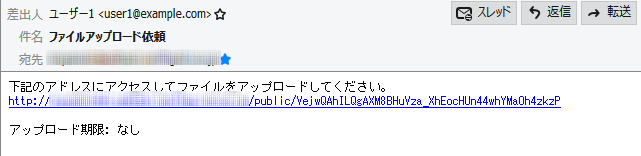 差出人 ユーザー1 <user1@example.com>
スレッド 返信 転送
件名 ファイルアップロード依頼
宛先
下記のアドレスにアクセスしてファイルをアップロードしてください。
http:// /public/VejwQAhILQgAXM8BHuVza_XhEocHUn44whYMaOh4zkzP
アップロード期限: なし